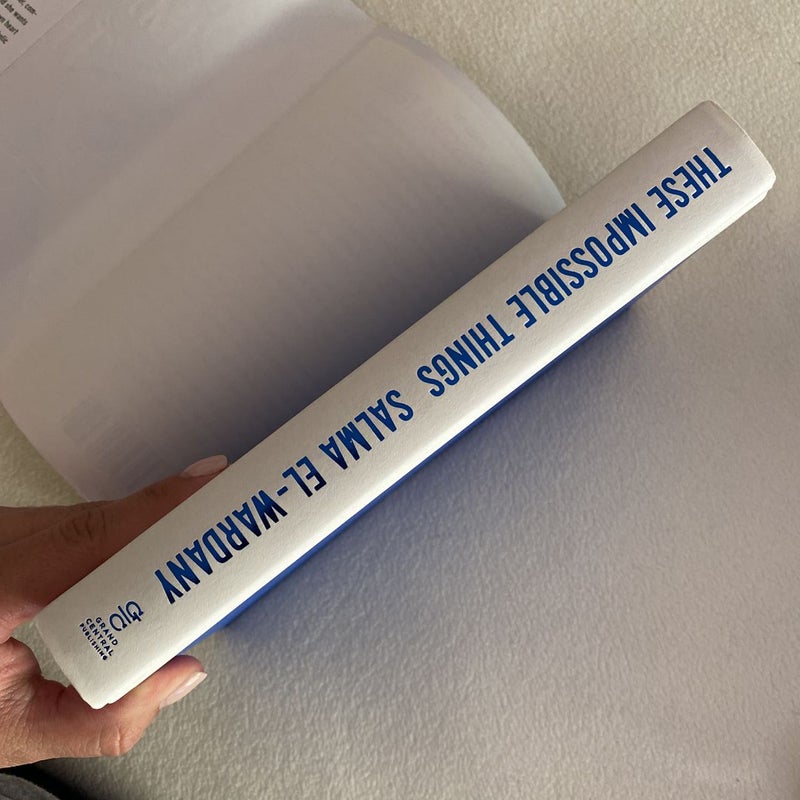 THESE IMPOSSIBLE THINGS SALMA EL-WARDANY
GRAND
CENTRAL
PUBLISHING